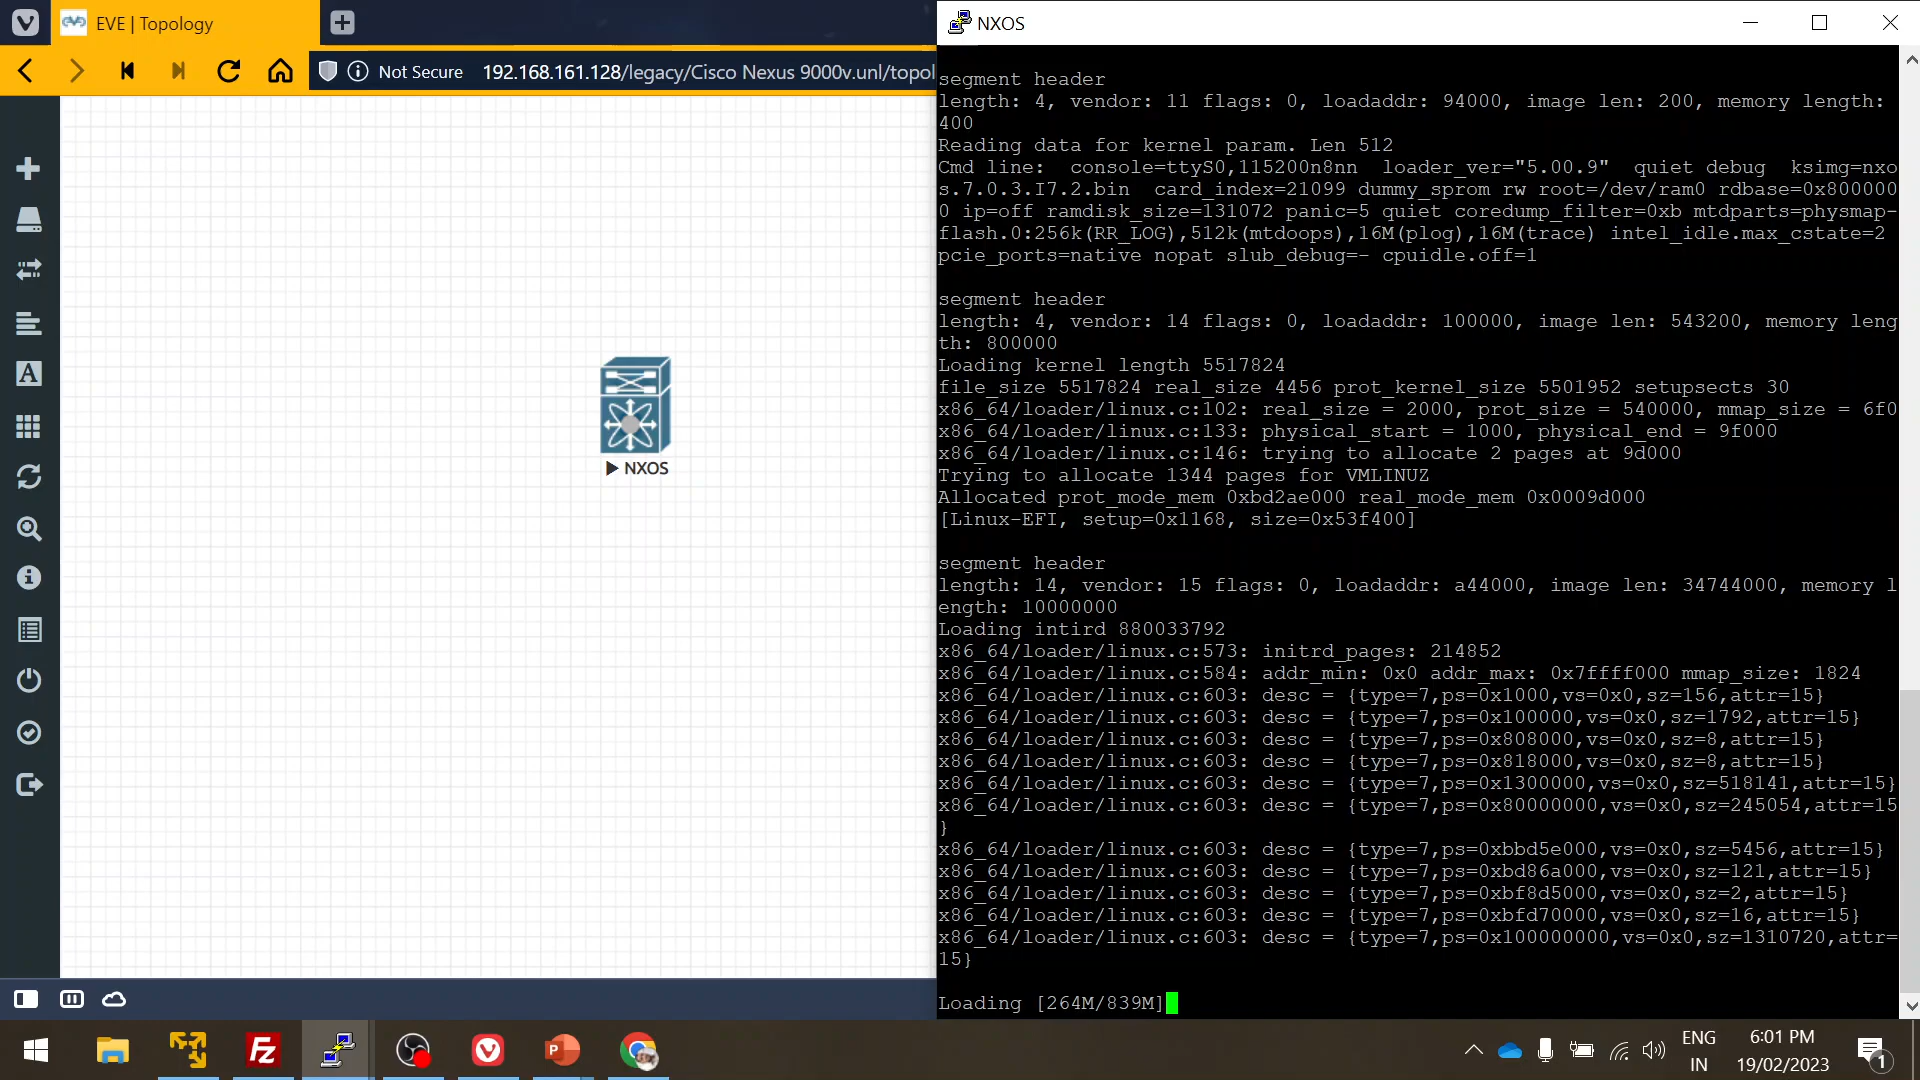 EVE | Topology
Not Secure
192.168.161.128/legacy/Cisco Nexus 9000v.unl/topol
NXOS
NXOS
segment header
length: 4, vendor: 11 flags: 0, loadaddr: 94000, image len: 200, memory length:
400
Reading data for kernel param. Len 512
Cmd line:  console=ttyS0,115200n8nn  loader_ver="5.00.9"  quiet debug  ksimg=nxo
s.7.0.3.I7.2.bin  card_index=21099 dummy_sprom rw root=/dev/ram0 rdbase=0x800000
0 ip=off ramdisk_size=131072 panic=5 quiet coredump_filter=0xb mtdparts=physmap-
flash.0:256k(RR_LOG),512k(mtdoops),16M(plog),16M(trace) intel_idle.max_cstate=2
pcie_ports=native nopat slub_debug=- cpuidle.off=1
segment header
length: 4, vendor: 14 flags: 0, loadaddr: 100000, image len: 543200, memory leng
th: 800000
Loading kernel length 5517824
file_size 5517824 real_size 4456 prot_kernel_size 5501952 setupsects 30
x86_64/loader/linux.c:102: real_size = 2000, prot_size = 540000, mmap_size = 6f0
x86_64/loader/linux.c:133: physical_start = 1000, physical_end = 9f000
x86_64/loader/linux.c:146: trying to allocate 2 pages at 9d000
Trying to allocate 1344 pages for VMLINUZ
Allocated prot_mode_mem 0xbd2ae000 real_mode_mem 0x0009d000
[Linux-EFI, setup=0x1168, size=0x53f400]
segment header
length: 14, vendor: 15 flags: 0, loadaddr: a44000, image len: 34744000, memory l
ength: 10000000
Loading intird 880033792
x86_64/loader/linux.c:573: initrd_pages: 214852
x86_64/loader/linux.c:584: addr_min: 0x0 addr_max: 0x7ffff000 mmap_size: 1824
x86_64/loader/linux.c:603: desc = {type=7,ps=0x1000,vs=0x0,sz=156,attr=15}
x86_64/loader/linux.c:603: desc = {type=7,ps=0x100000,vs=0x0,sz=1792,attr=15}
x86_64/loader/linux.c:603: desc = {type=7,ps=0x808000,vs=0x0,sz=8,attr=15}
x86_64/loader/linux.c:603: desc = {type=7,ps=0x818000,vs=0x0,sz=8,attr=15}
x86_64/loader/linux.c:603: desc = {type=7,ps=0x1300000,vs=0x0,sz=518141,attr=15}
x86_64/loader/linux.c:603: desc = {type=7,ps=0x80000000,vs=0x0,sz=245054,attr=15
}
x86_64/loader/linux.c:603: desc = {type=7,ps=0xbbd5e000,vs=0x0,sz=5456,attr=15}
x86_64/loader/linux.c:603: desc = {type=7,ps=0xbd86a000,vs=0x0,sz=121,attr=15}
x86_64/loader/linux.c:603: desc = {type=7,ps=0xbf8d5000,vs=0x0,sz=2,attr=15}
x86_64/loader/linux.c:603: desc = {type=7,ps=0xbfd70000,vs=0x0,sz=16,attr=15}
x86_64/loader/linux.c:603: desc = {type=7,ps=0x100000000,vs=0x0,sz=1310720,attr=
15}
Loading [264M/839M]
ENG
IN
6:01 PM
19/02/2023
1